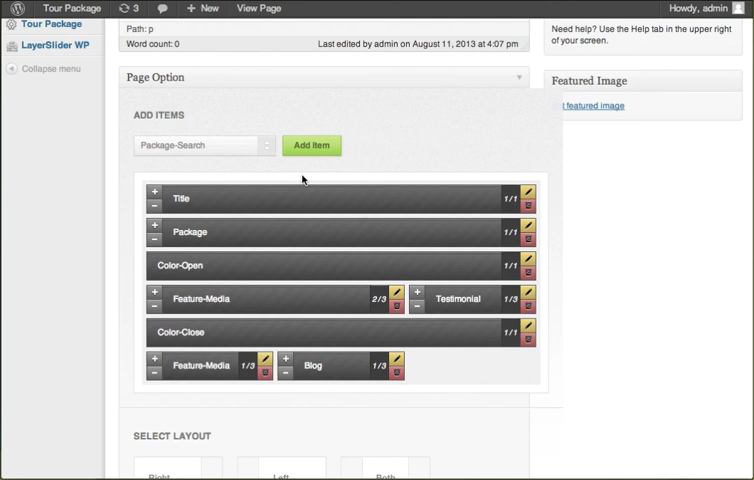 Tour Package 3 + New View Page Howdy, admin
Tour Package
LayerSlider WP
Collapse menu
Path: p
Word count: 0 Last edited by admin on August 11, 2013 at 4:07 pm
Need help? Use the Help tab in the upper right
of your screen.
Page Option
Featured Image
t featured image
ADD ITEMS
Package-Search Add Item
+ Title 1/1
−
+ Package 1/1
−
Color-Open 1/1
+ Feature-Media 2/3 + Testimonial 1/3
− −
Color-Close 1/1
+ Feature-Media 1/3 + Blog 1/3
− −
SELECT LAYOUT
Right Left Both